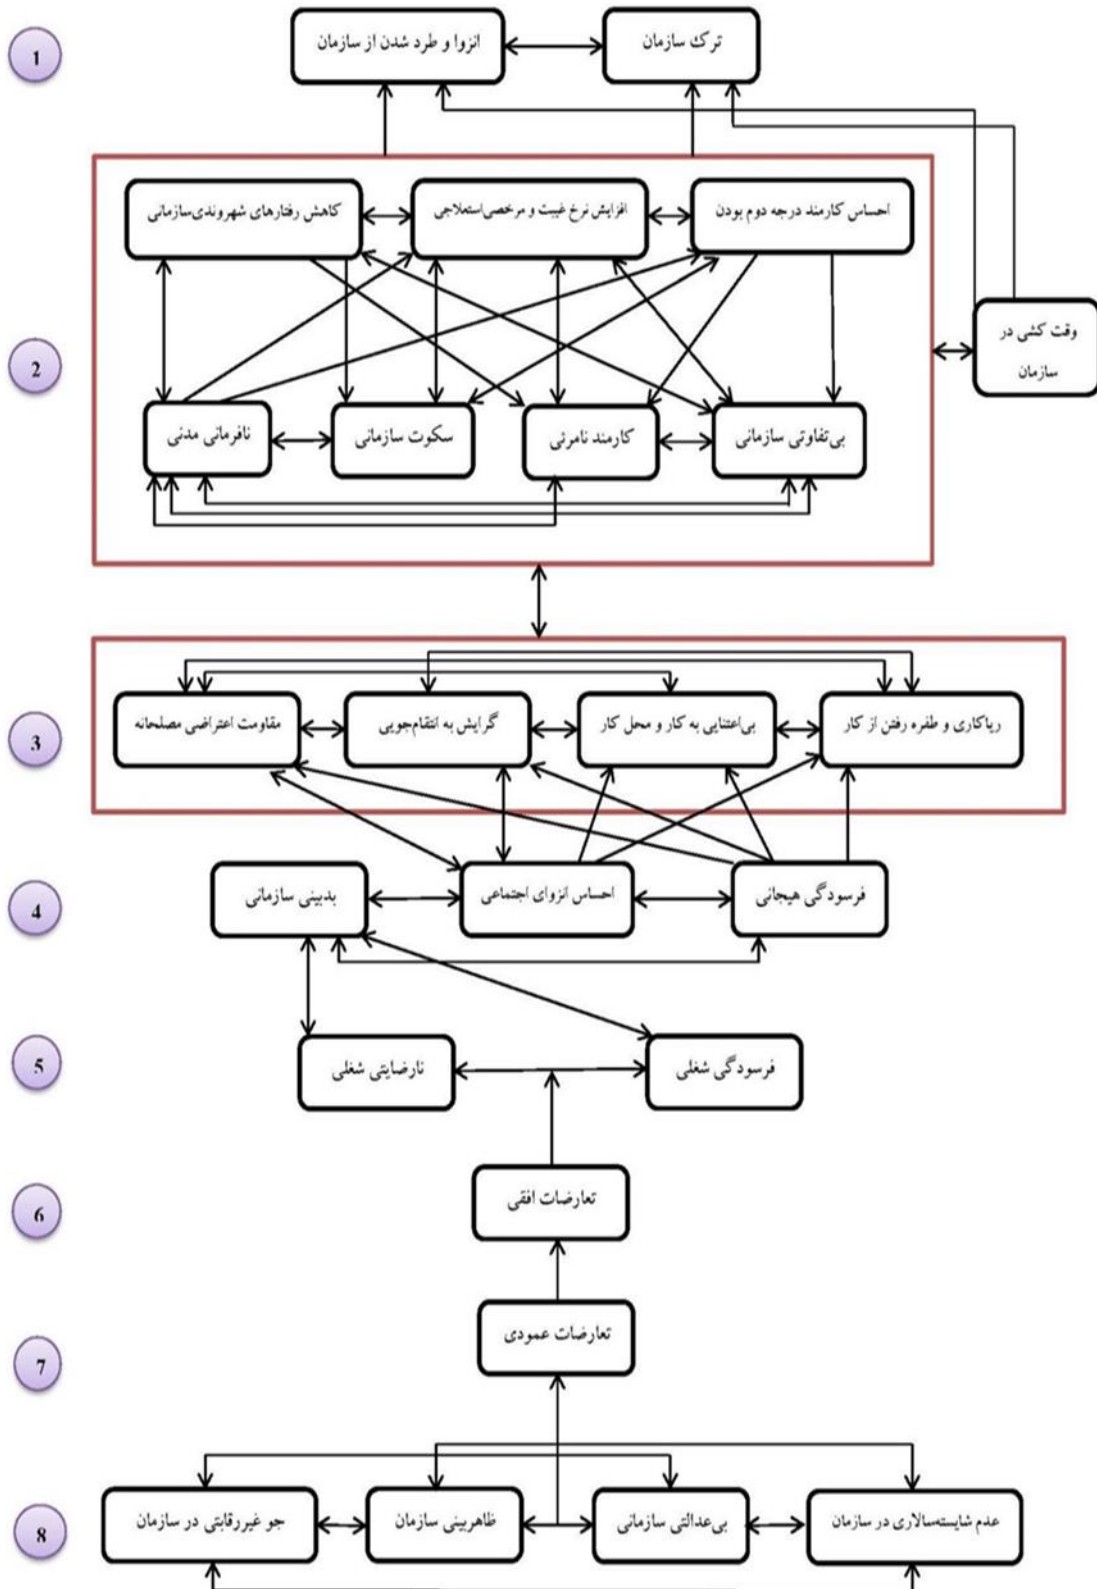 1
انزوا و طرد شدن از سازمان
ترک سازمان
2
کاهش رفتارهای شهروندی‌سازمانی
افزایش نرخ غیبت و مرخصی‌استعلاجی
احساس کارمند درجه دوم بودن
وقت کشی در
سازمان
نافرمانی مدنی
سکوت سازمانی
کارمند نامرئی
بی‌تفاوتی سازمانی
3
مقاومت اعتراضی مصلحانه
گرایش به انتقام‌جویی
بی‌اعتنایی به کار و محل کار
ریاکاری و طفره رفتن از کار
4
بدبینی سازمانی
احساس انزوای اجتماعی
فرسودگی هیجانی
5
نارضایتی شغلی
فرسودگی شغلی
6
تعارضات افقی
7
تعارضات عمودی
8
جو غیررقابتی در سازمان
ظاهربینی سازمان
بی‌عدالتی سازمانی
عدم شایسته‌سالاری در سازمان